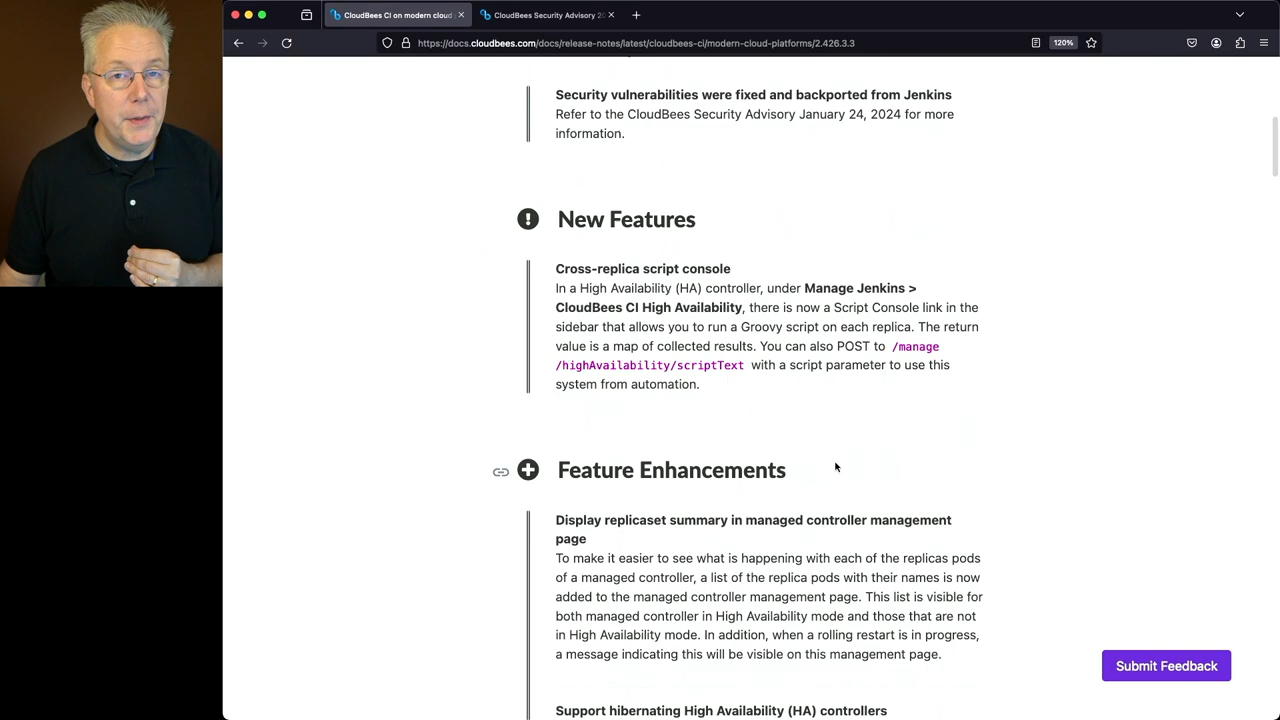 CloudBees CI on modern cloud
CloudBees Security Advisory 20
https://docs.cloudbees.com/docs/release-notes/latest/cloudbees-ci/modern-cloud-platforms/2.426.3.3
120%
Security vulnerabilities were fixed and backported from Jenkins
Refer to the CloudBees Security Advisory January 24, 2024 for more
information.
New Features
Cross-replica script console
In a High Availability (HA) controller, under Manage Jenkins >
CloudBees CI High Availability, there is now a Script Console link in the
sidebar that allows you to run a Groovy script on each replica. The return
value is a map of collected results. You can also POST to /manage
/highAvailability/scriptText with a script parameter to use this
system from automation.
Feature Enhancements
Display replicaset summary in managed controller management
page
To make it easier to see what is happening with each of the replicas pods
of a managed controller, a list of the replica pods with their names is now
added to the managed controller management page. This list is visible for
both managed controller in High Availability mode and those that are not
in High Availability mode. In addition, when a rolling restart is in progress,
a message indicating this will be visible on this management page.
Submit Feedback
Support hibernating High Availability (HA) controllers